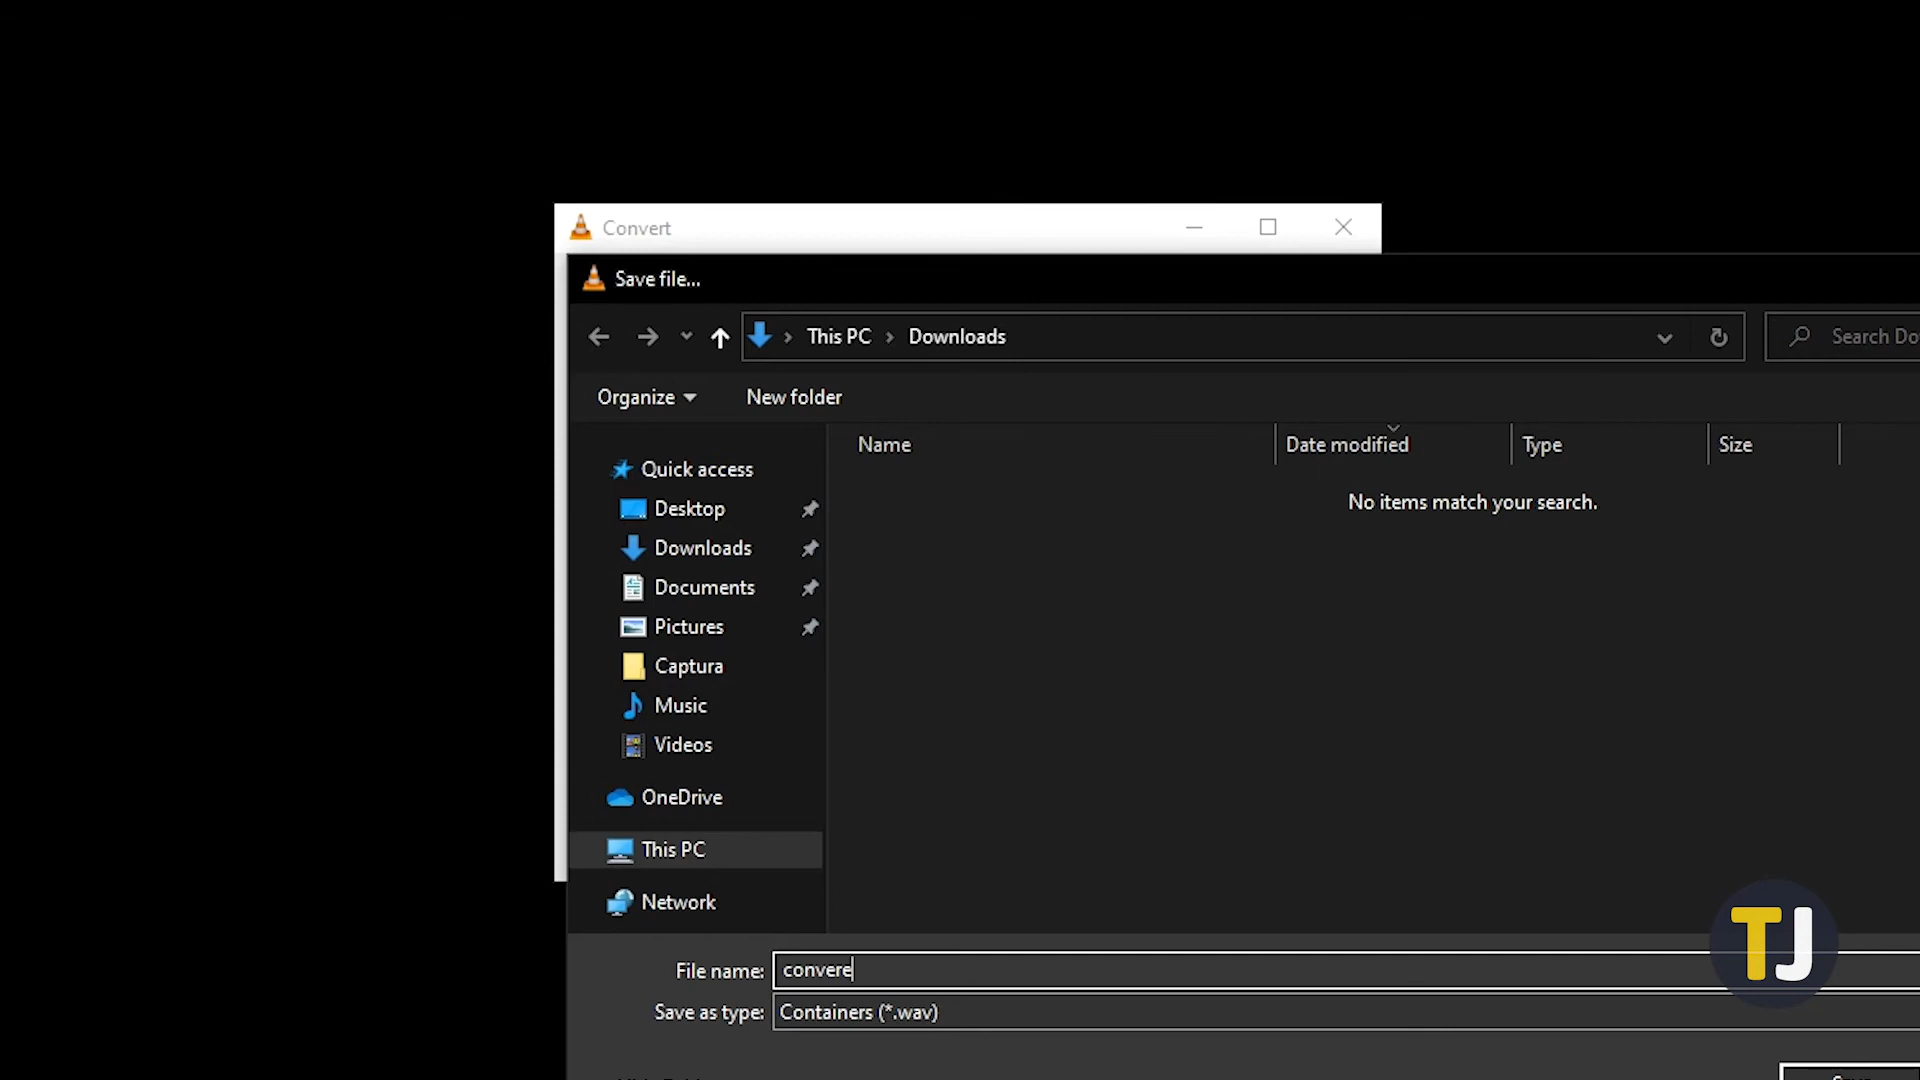 Convert
Save file...
This PC > Downloads
Search Do
Organize
New folder
Name
Date modified
Type
Size
Quick access
No items match your search.
Desktop
Downloads
Documents
Pictures
Captura
Music
Videos
OneDrive
This PC
Network
TJ
File name: convere
Save as type: Containers (*.wav)